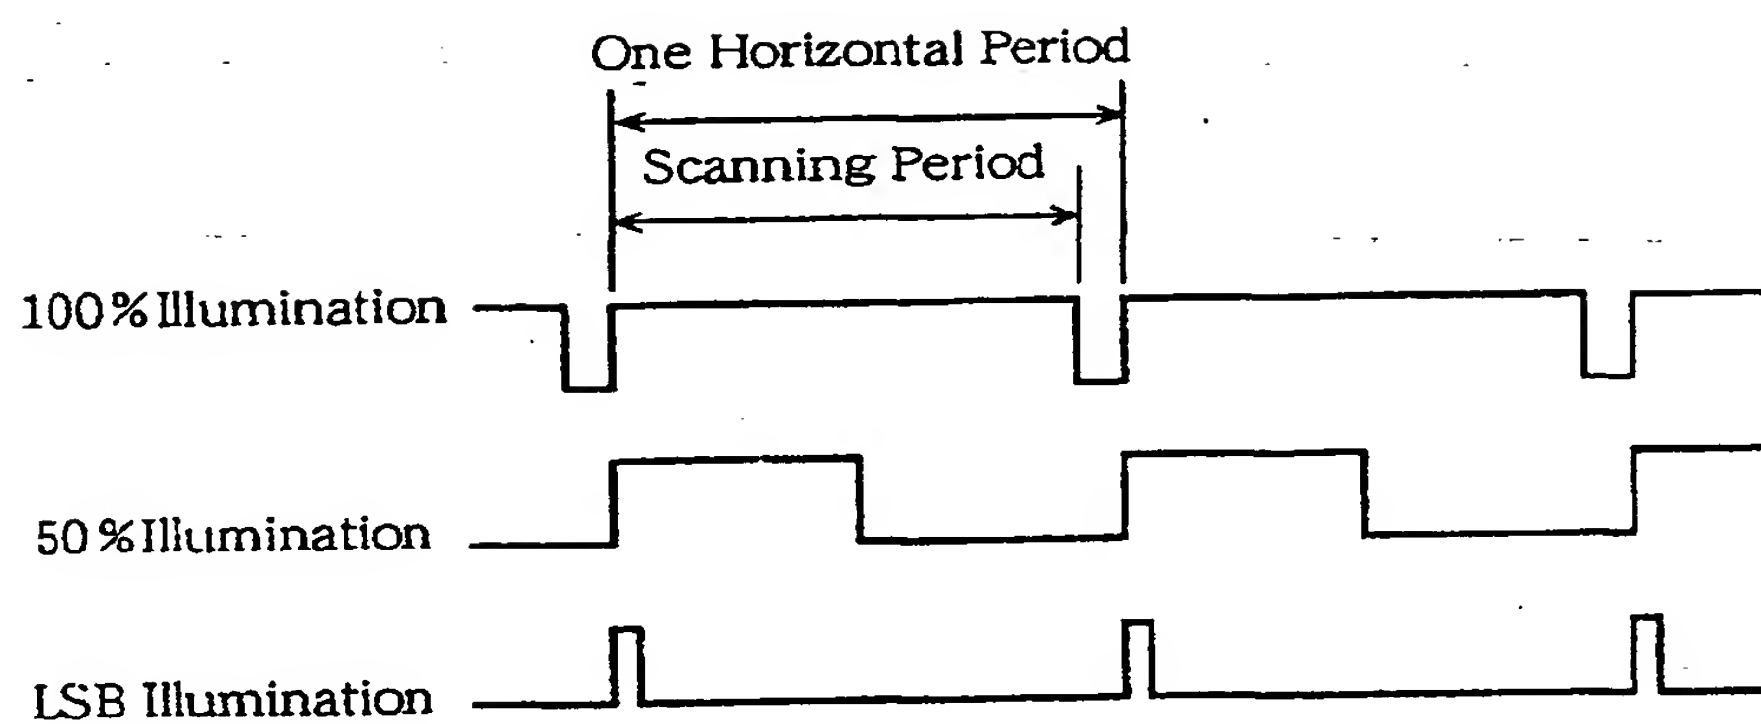 One Horizontal Period
Scanning Period
100% Illumination
50% Illumination
LSB Illumination